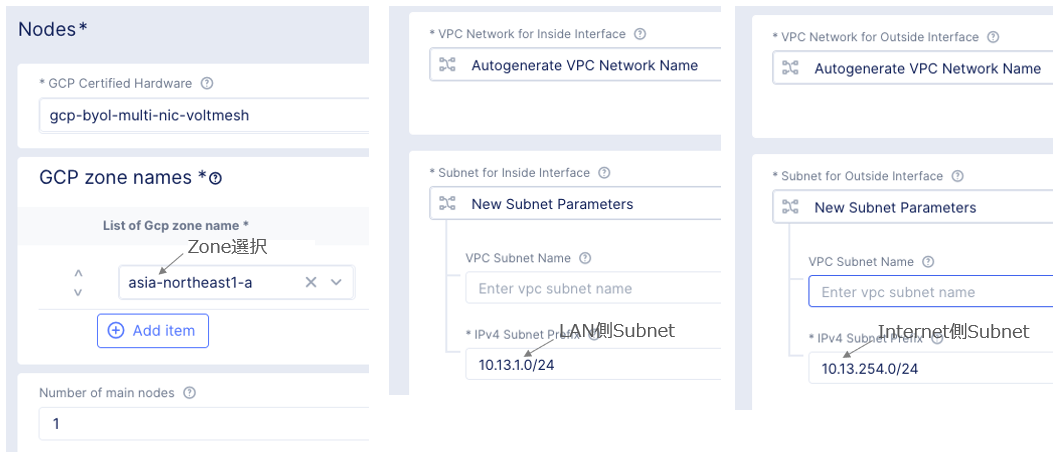 Nodes*
* GCP Certified Hardware
gcp-byol-multi-nic-voltmesh
GCP zone names *
List of Gcp zone name *
Zone選択
asia-northeast1-a
Add item
Number of main nodes
1
* VPC Network for Inside Interface
Autogenerate VPC Network Name
* Subnet for Inside Interface
New Subnet Parameters
VPC Subnet Name
Enter vpc subnet name
* IPv4 Subnet Prefix
LAN側Subnet
10.13.1.0/24
* VPC Network for Outside Interface
Autogenerate VPC Network Name
* Subnet for Outside Interface
New Subnet Parameters
VPC Subnet Name
Enter vpc subnet name
* IPv4 Subnet Prefix
Internet側Subnet
10.13.254.0/24